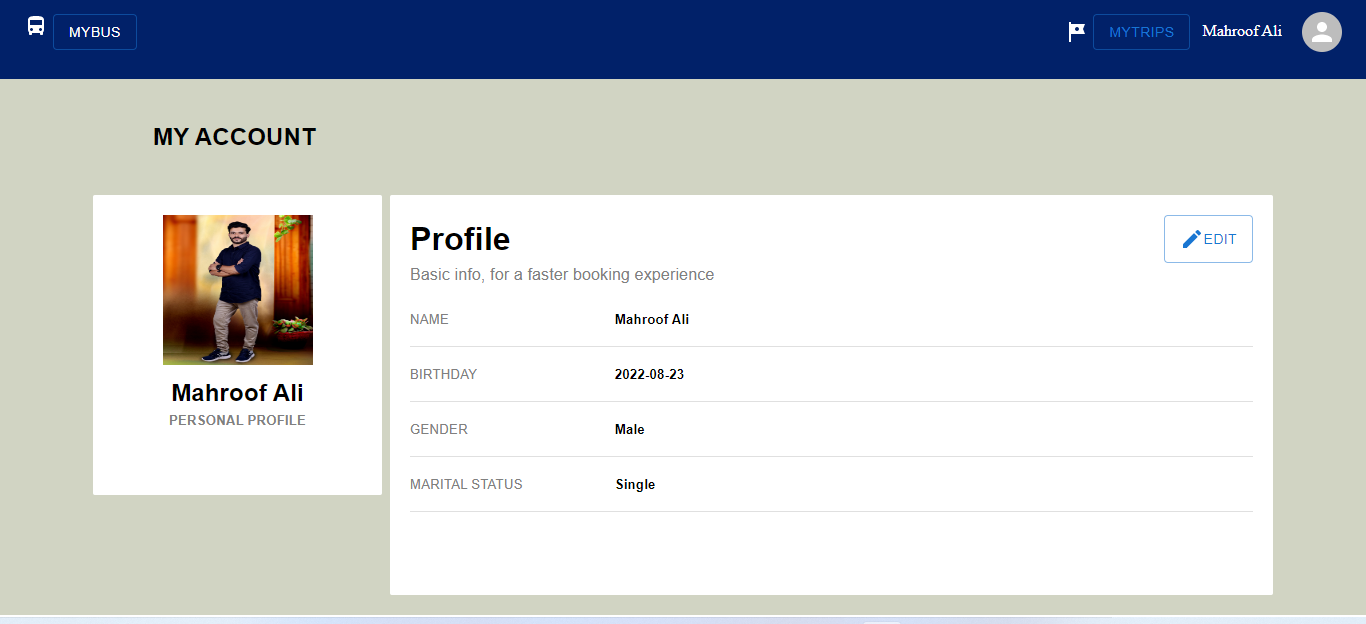 MYBUS
MYTRIPS
Mahroof Ali
MY ACCOUNT
Mahroof Ali
PERSONAL PROFILE
Profile
EDIT
Basic info, for a faster booking experience
NAME Mahroof Ali
BIRTHDAY 2022-08-23
GENDER Male
MARITAL STATUS Single